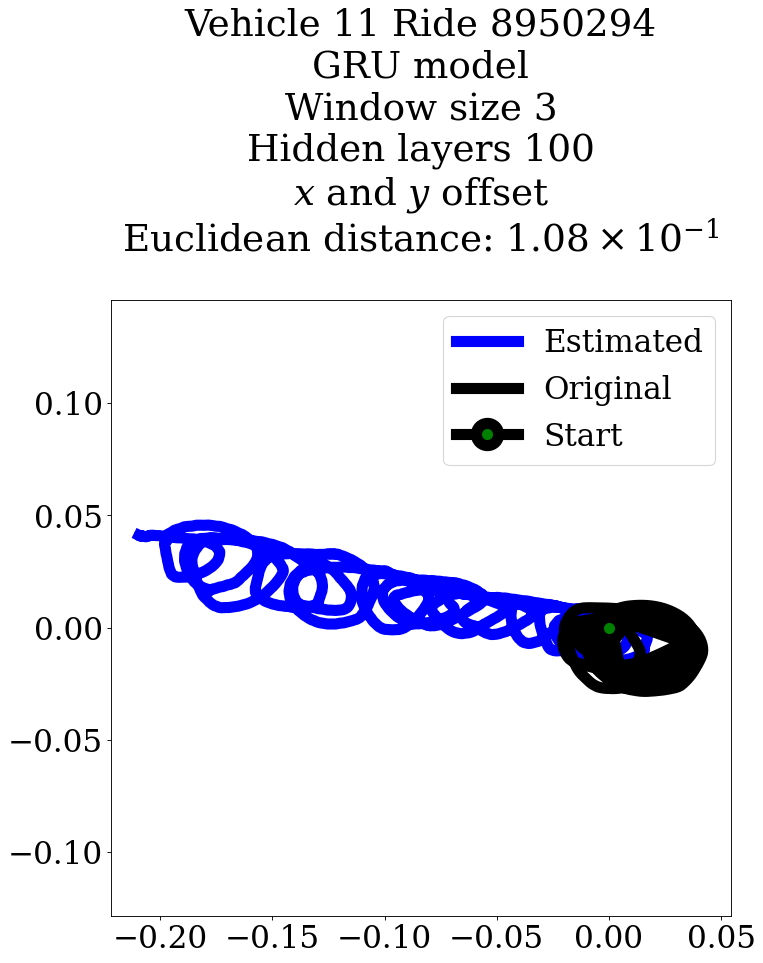 Vehicle 11 Ride 8950294
GRU model
Window size 3
Hidden layers 100
x and y offset
Euclidean distance: 1.08 × 10⁻¹
Estimated
Original
Start
0.10
0.05
0.00
−0.05
−0.10
−0.20 −0.15 −0.10 −0.05 0.00 0.05